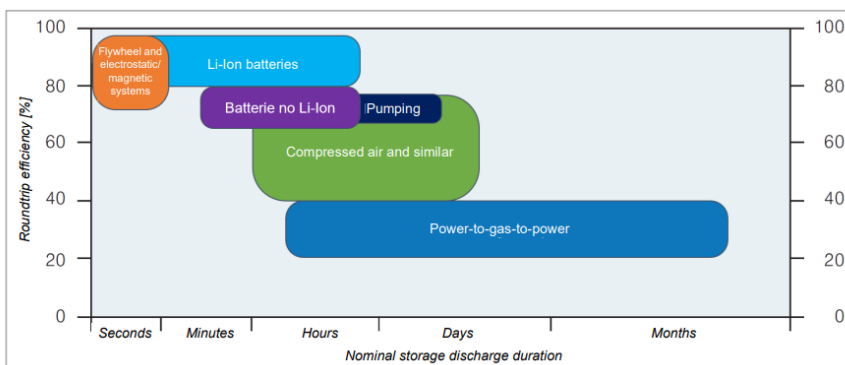 100
80
60
40
20
0
Roundtrip efficiency [%]
Flywheel and
electrostatic/
magnetic
systems
Li-Ion batteries
Batterie no Li-Ion
Pumping
Compressed air and similar
Power-to-gas-to-power
100
80
60
40
20
0
Seconds
Minutes
Hours
Days
Months
Nominal storage discharge duration